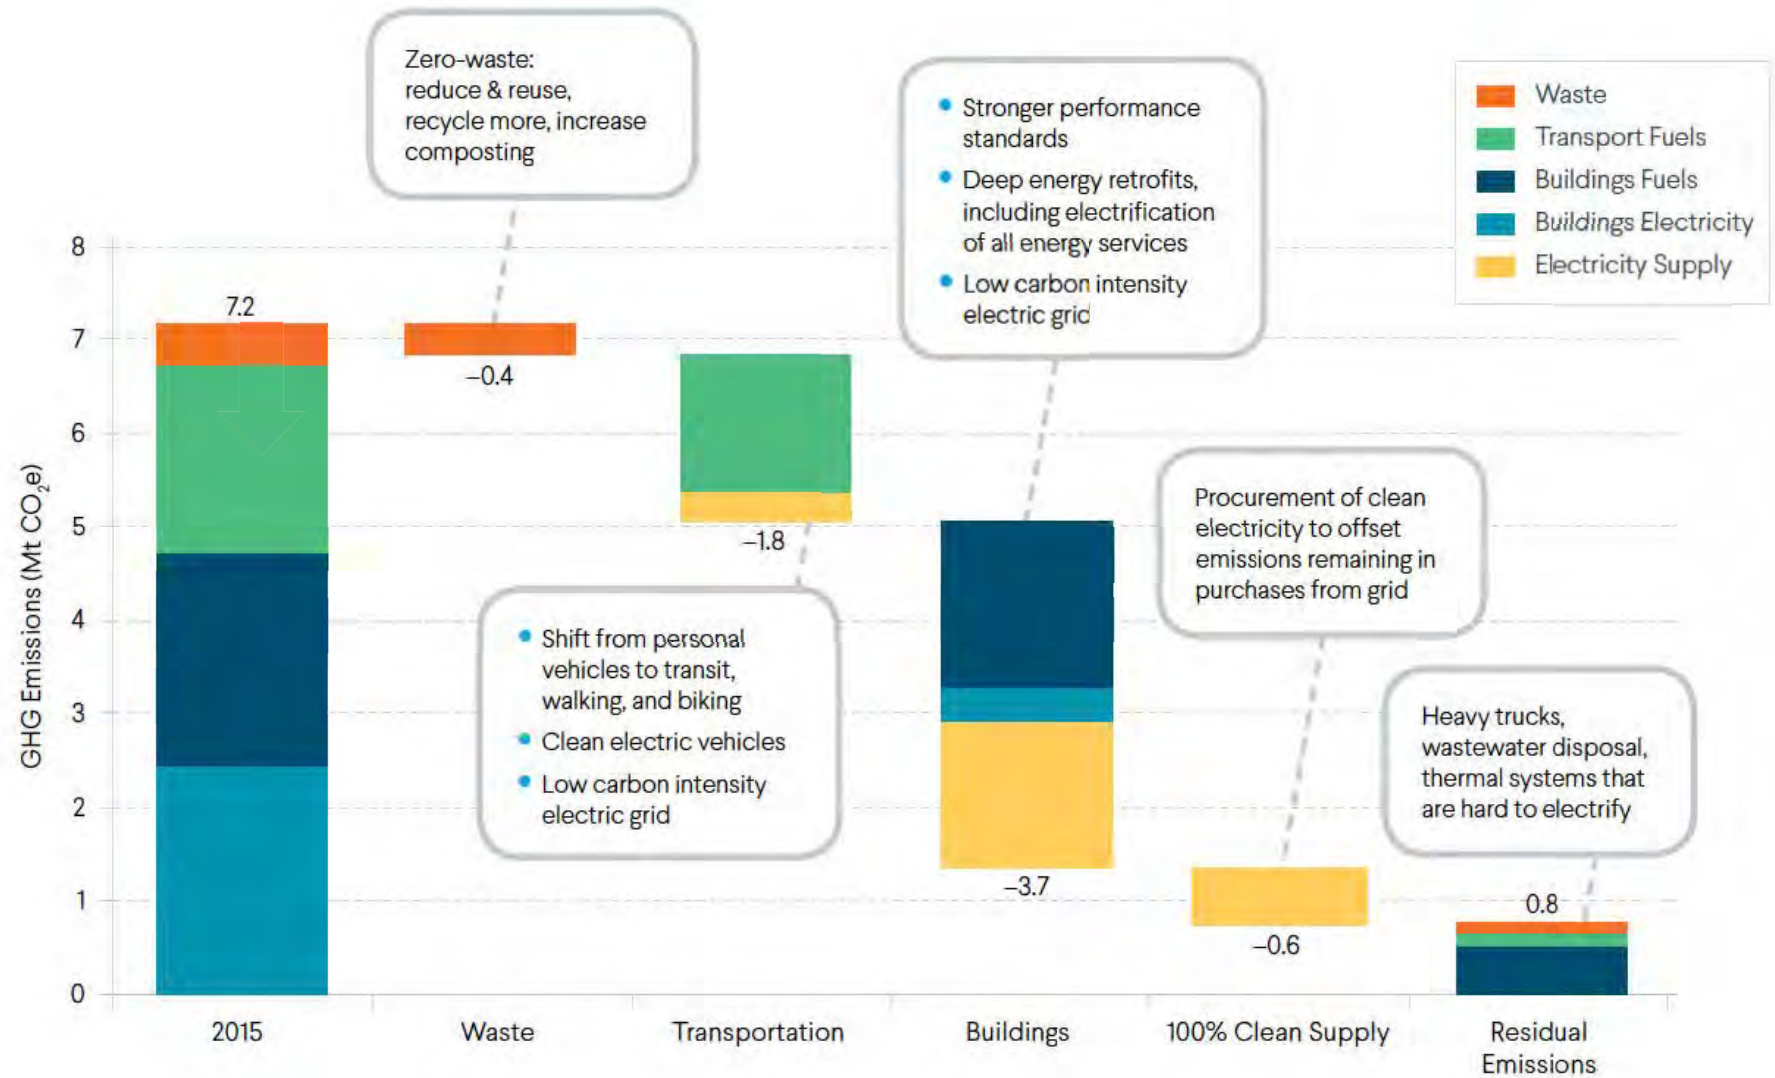 Zero-waste:
reduce & reuse,
recycle more, increase
composting
• Stronger performance
standards
• Deep energy retrofits,
including electrification
of all energy services
• Low carbon intensity
electric grid
Waste
Transport Fuels
Buildings Fuels
Buildings Electricity
Electricity Supply
GHG Emissions (Mt CO₂e)
8
7
6
5
4
3
2
1
0
7.2
–0.4
–1.8
–3.7
–0.6
0.8
• Shift from personal
vehicles to transit,
walking, and biking
• Clean electric vehicles
• Low carbon intensity
electric grid
Procurement of clean
electricity to offset
emissions remaining in
purchases from grid
Heavy trucks,
wastewater disposal,
thermal systems that
are hard to electrify
2015
Waste
Transportation
Buildings
100% Clean Supply
Residual
Emissions